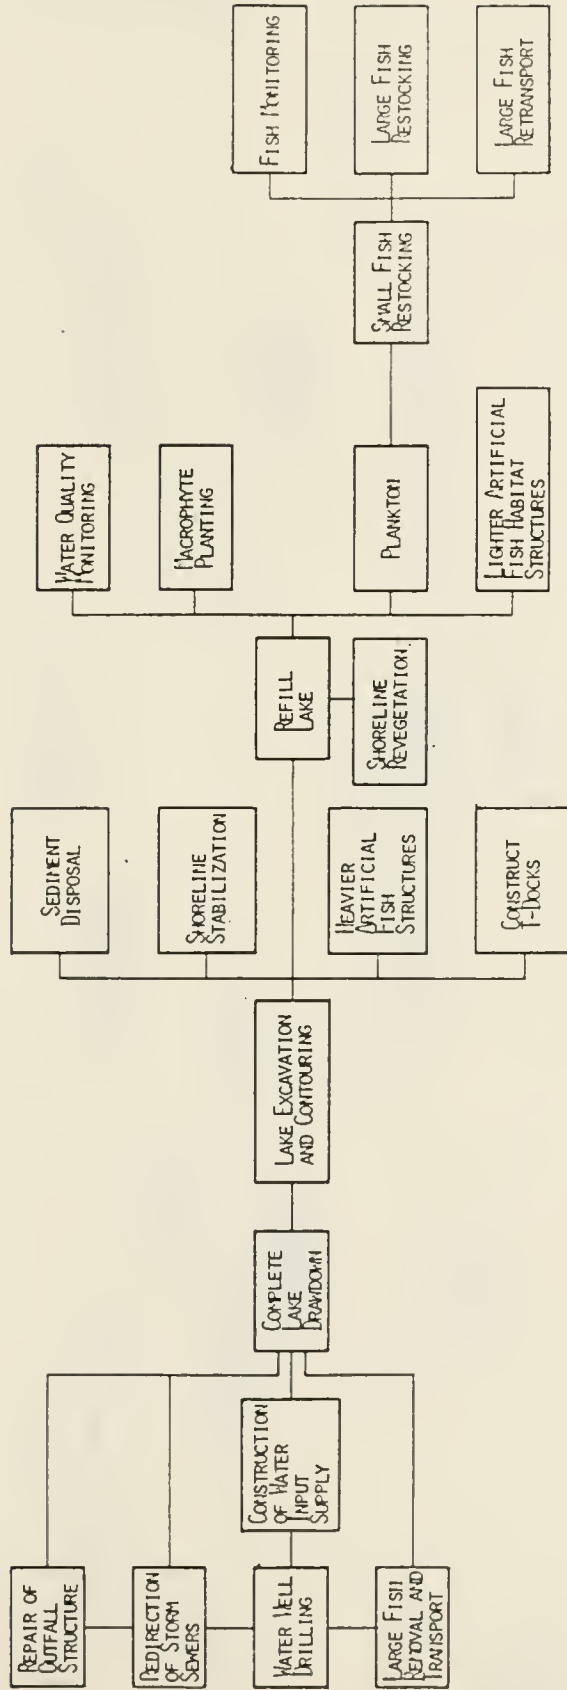 REPAIR OF
OUTFALL
STRUCTURE
REDIRECTION
OF STORM
SEWERS
WATER WELL
DRILLING
LARGE FISH
REMOVAL AND
TRANSPORT
CONSTRUCTION
OF WATER
INPUT
SUPPLY
COMPLETE
LAKE
DRAWDOWN
LAKE EXCAVATION
AND CONTOURING
SEDIMENT
DISPOSAL
SHORELINE
STABILIZATION
HEAVIER
ARTIFICIAL
FISH
STRUCTURES
CONSTRUCT
T-DOCKS
REFILL
LAKE
SHORELINE
REVEGETATION
WATER QUALITY
MONITORING
MACROPHYTE
PLANTING
PLANKTON
LIGHTER ARTIFICIAL
FISH HABITAT
STRUCTURES
SMALL FISH
RESTOCKING
FISH MONITORING
LARGE FISH
RESTOCKING
LARGE FISH
RETRANSPORT